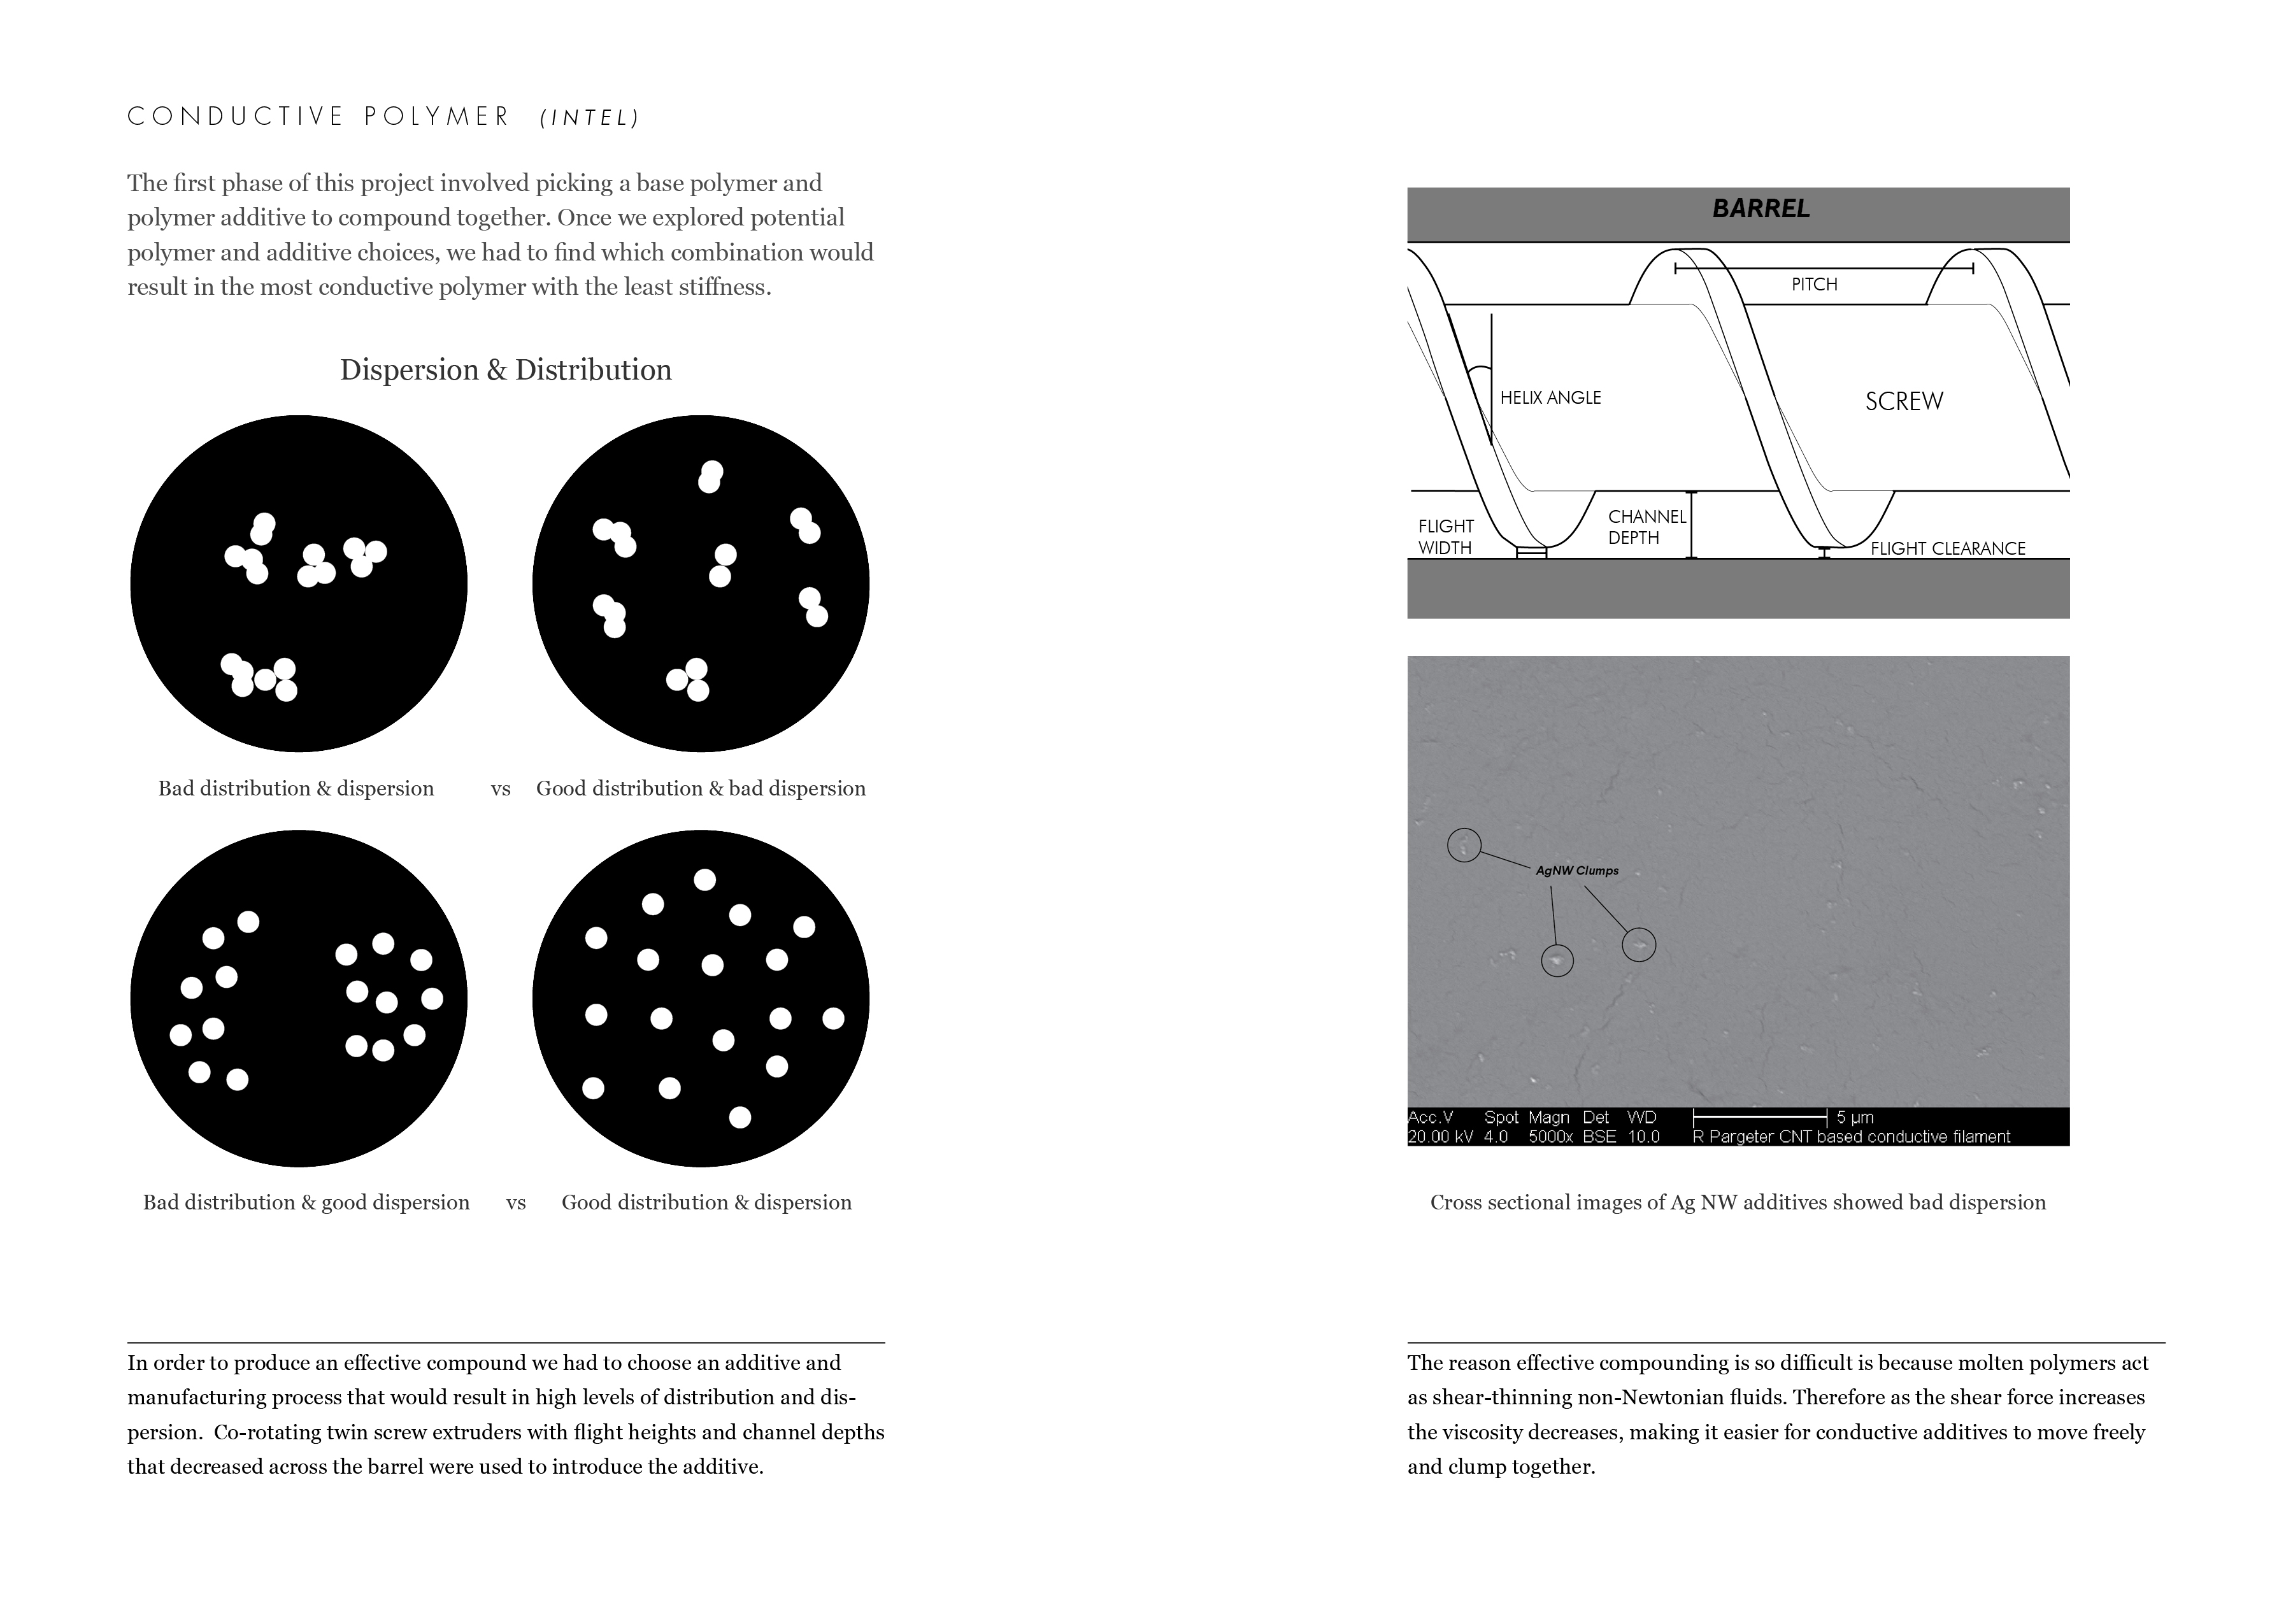 CONDUCTIVE POLYMER (INTEL)
The first phase of this project involved picking a base polymer and
polymer additive to compound together. Once we explored potential
polymer and additive choices, we had to find which combination would
result in the most conductive polymer with the least stiffness.
Dispersion & Distribution
Bad distribution & dispersion vs Good distribution & bad dispersion
Bad distribution & good dispersion vs Good distribution & dispersion
In order to produce an effective compound we had to choose an additive and
manufacturing process that would result in high levels of distribution and dis-
persion. Co-rotating twin screw extruders with flight heights and channel depths
that decreased across the barrel were used to introduce the additive.
BARREL
PITCH
HELIX ANGLE
SCREW
FLIGHT
WIDTH
CHANNEL
DEPTH
FLIGHT CLEARANCE
AgNW Clumps
Acc.V Spot Magn Det WD 5 µm
20.00 kV 4.0 5000x BSE 10.0 R Pargeter CNT based conductive filament
Cross sectional images of Ag NW additives showed bad dispersion
The reason effective compounding is so difficult is because molten polymers act
as shear-thinning non-Newtonian fluids. Therefore as the shear force increases
the viscosity decreases, making it easier for conductive additives to move freely
and clump together.